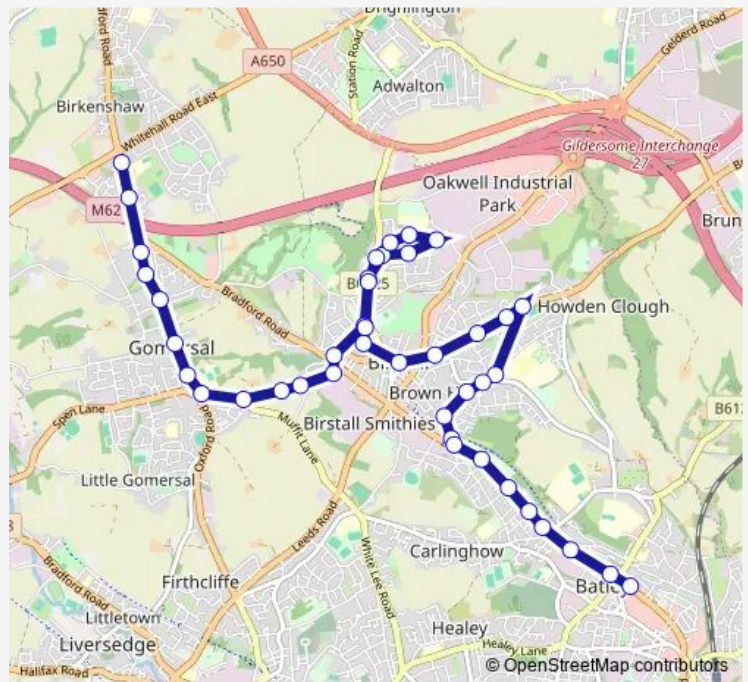 Drighlington
Gelderd Road
A650
Station Road
Adwalton
Birkenshaw
Whitehall Road East
Gildersome Interchange
27
Oakwell Industrial
Park
M62
Brun
Bradford Road
Howden Clough
Gomersal
Brown H
B61
Spen Lane
Birstall Smithies
Muffit Lane
Oxford Road
Little Gomersal
Leeds Road
Carlinghow
White Lee Road
Bradford Road
Firthcliffe
Batley
Littletown
Liversedge
Healey
Healey Lane
Halifax Road
© OpenStreetMap contributors